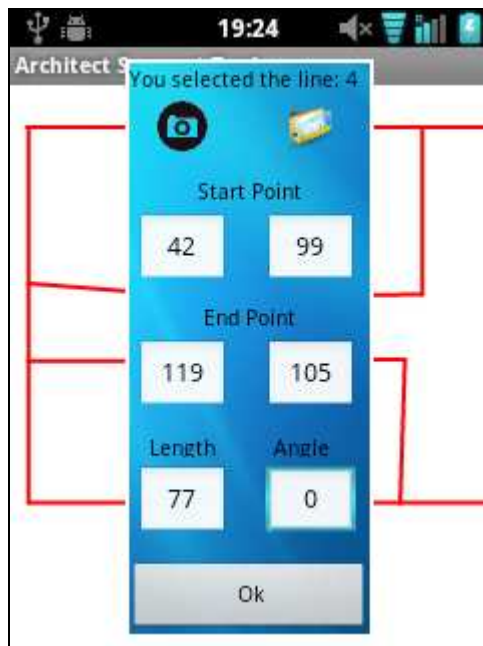 19:24
Architect S
You selected the line: 4
Start Point
42 99
End Point
119 105
Length Angle
77 0
Ok